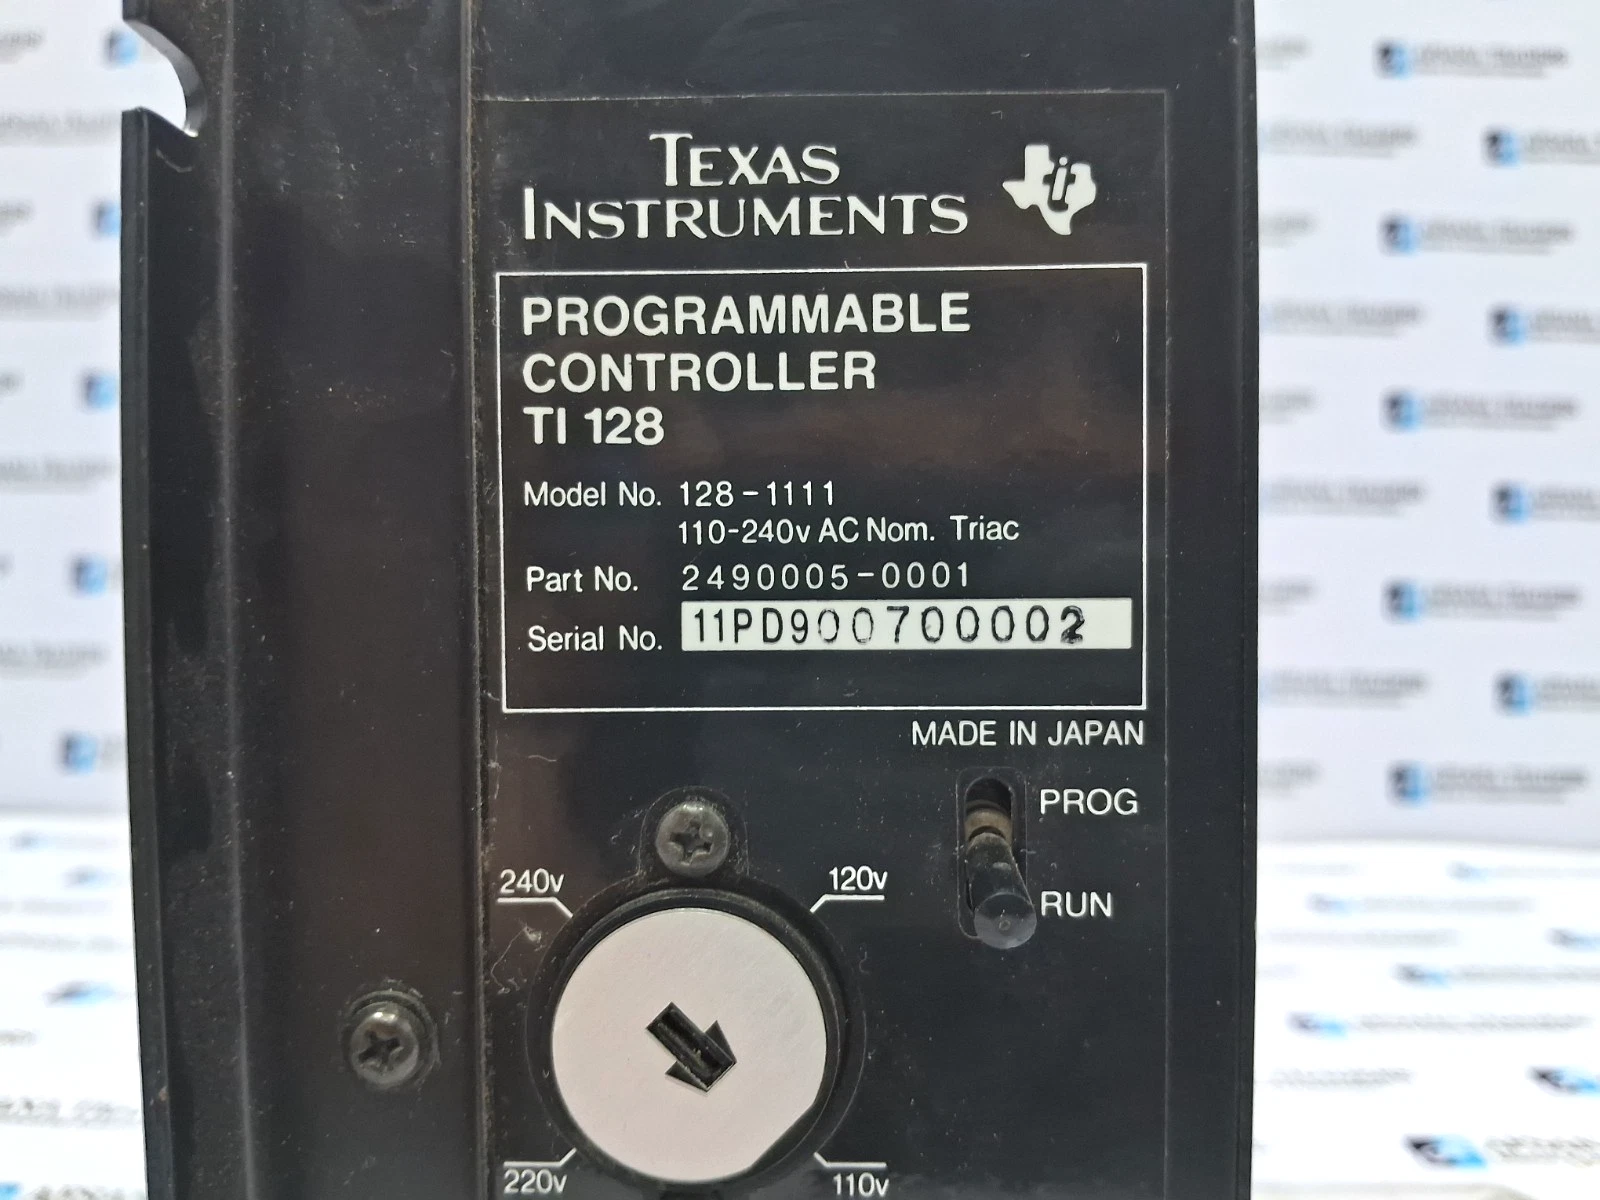 TEXAS
INSTRUMENTS
ti
PROGRAMMABLE
CONTROLLER
TI 128
Model No. 128-1111
110-240v AC Nom. Triac
Part No. 2490005-0001
Serial No. 11PD900700002
MADE IN JAPAN
PROG
240v
120v
RUN
220v
110v